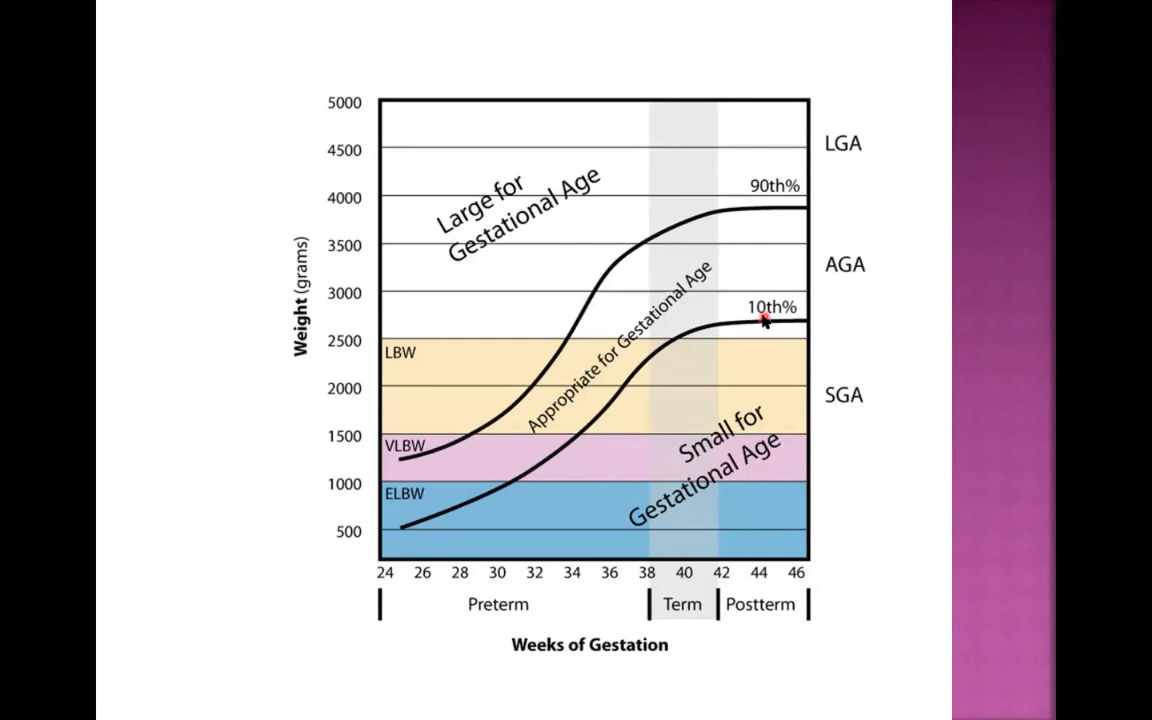 5000
4500
4000
3500
3000
2500
2000
1500
1000
500
Weight (grams)
Large for
Gestational Age
Appropriate for Gestational Age
Small for
Gestational Age
90th%
10th%
LGA
AGA
SGA
LBW
VLBW
ELBW
24 26 28 30 32 34 36 38 40 42 44 46
Preterm Term Postterm
Weeks of Gestation